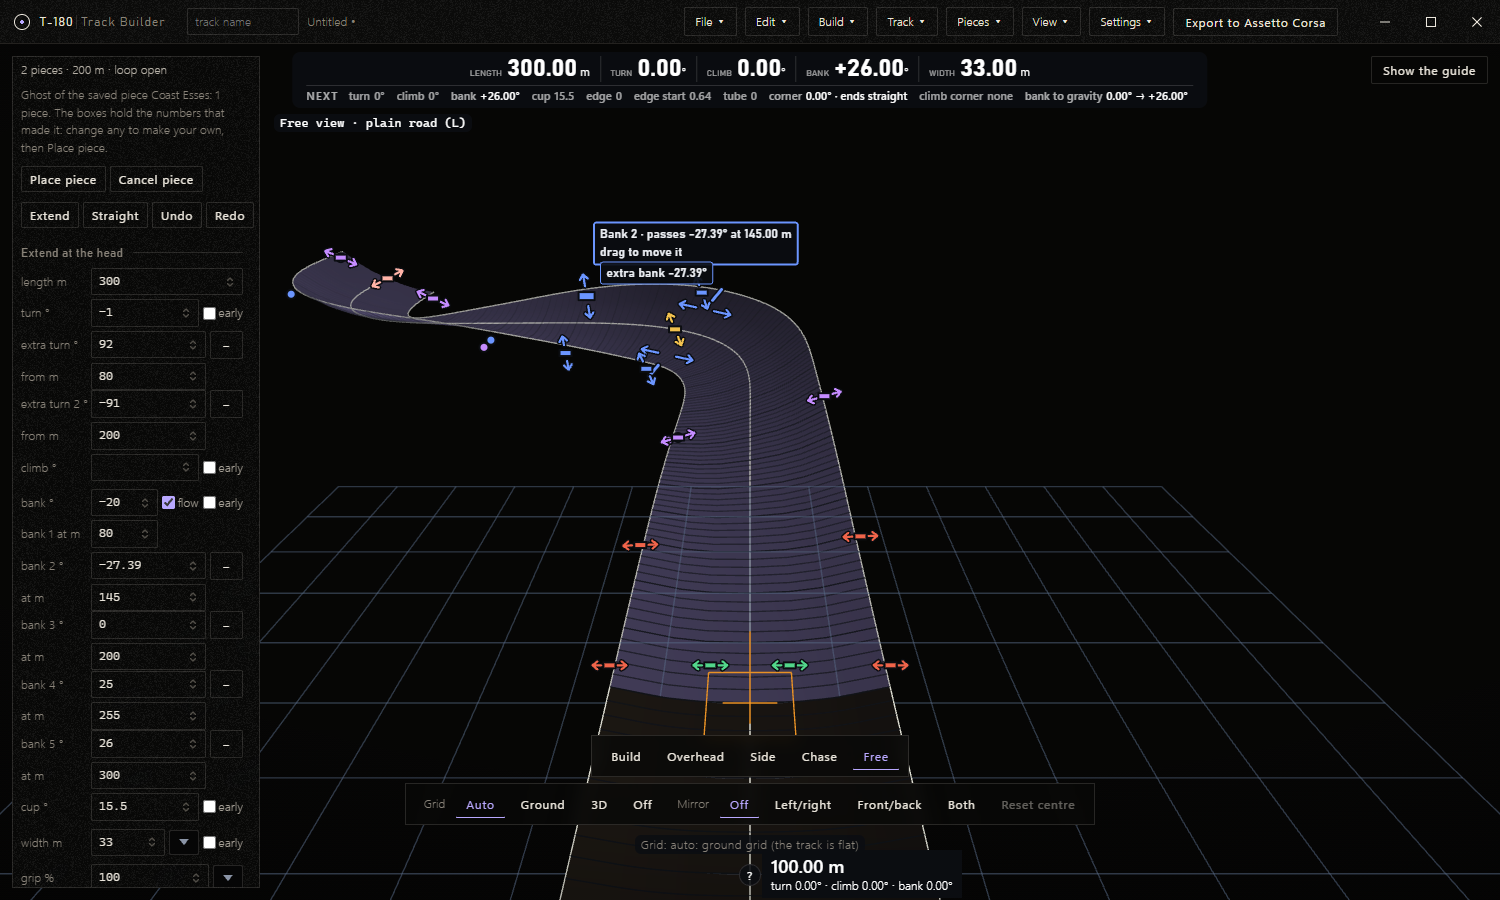 T-180 Track Builder
track name
Untitled •
File ▾
Edit ▾
Build ▾
Track ▾
Pieces ▾
View ▾
Settings ▾
Export to Assetto Corsa
LENGTH 300.00 m TURN 0.00° CLIMB 0.00° BANK +26.00° WIDTH 33.00 m
NEXT turn 0° climb 0° bank +26.00° cup 15.5 edge 0 edge start 0.64 tube 0 corner 0.00° · ends straight climb corner none bank to gravity 0.00° → +26.00°
Show the guide
Free view · plain road (L)
2 pieces · 200 m · loop open
Ghost of the saved piece Coast Esses: 1
piece. The boxes hold the numbers that
made it: change any to make your own,
then Place piece.
Place piece
Cancel piece
Extend
Straight
Undo
Redo
Extend at the head
length m 300
turn ° −1 early
extra turn ° 92 −
from m 80
extra turn 2 ° −91 −
from m 200
climb ° early
bank ° −20 flow early
bank 1 at m 80
bank 2 ° −27.39 −
at m 145
bank 3 ° 0 −
at m 200
bank 4 ° 25 −
at m 255
bank 5 ° 26 −
at m 300
cup ° 15.5 early
width m 33 early
grip % 100
Bank 2 · passes −27.39° at 145.00 m
drag to move it
extra bank −27.39°
Build
Overhead
Side
Chase
Free
Grid Auto Ground 3D Off Mirror Off Left/right Front/back Both Reset centre
Grid: auto: ground grid (the track is flat)
?
100.00 m
turn 0.00° · climb 0.00° · bank 0.00°